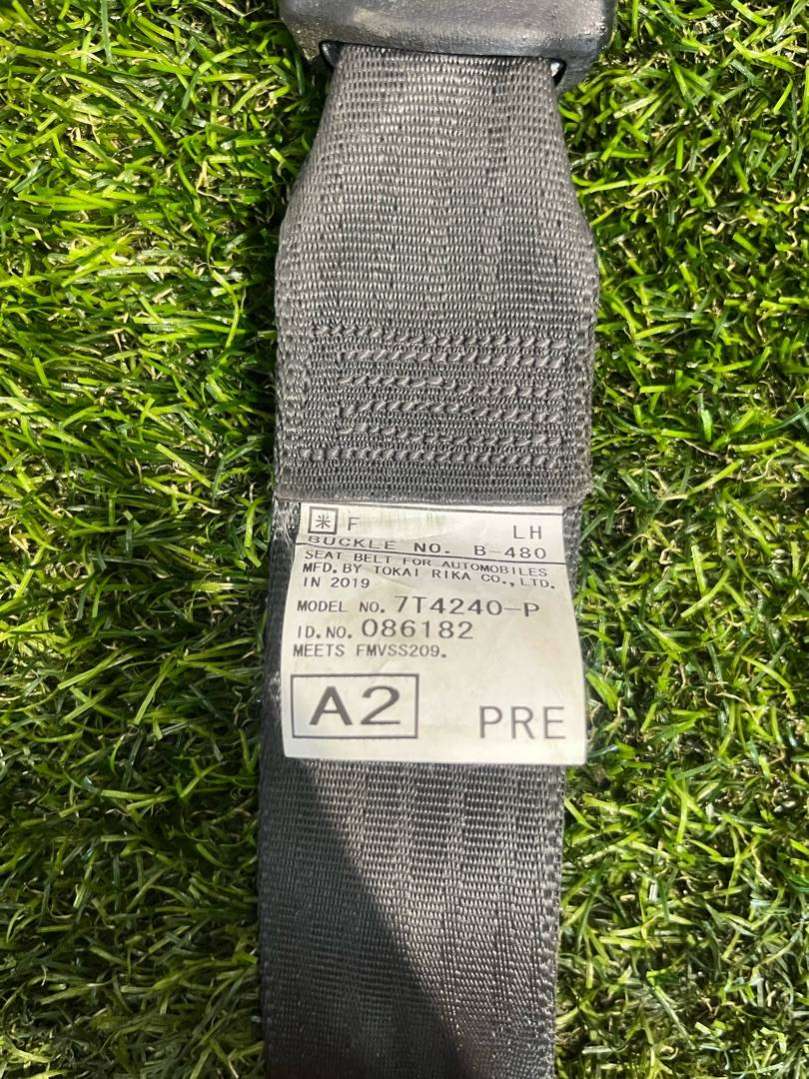 米 F LH
BUCKLE NO. B-480
SEAT BELT FOR AUTOMOBILES
MFD. BY TOKAI RIKA CO., LTD.
IN 2019
MODEL NO. 7T4240-P
ID. NO. 086182
MEETS FMVSS209.
A2 PRE